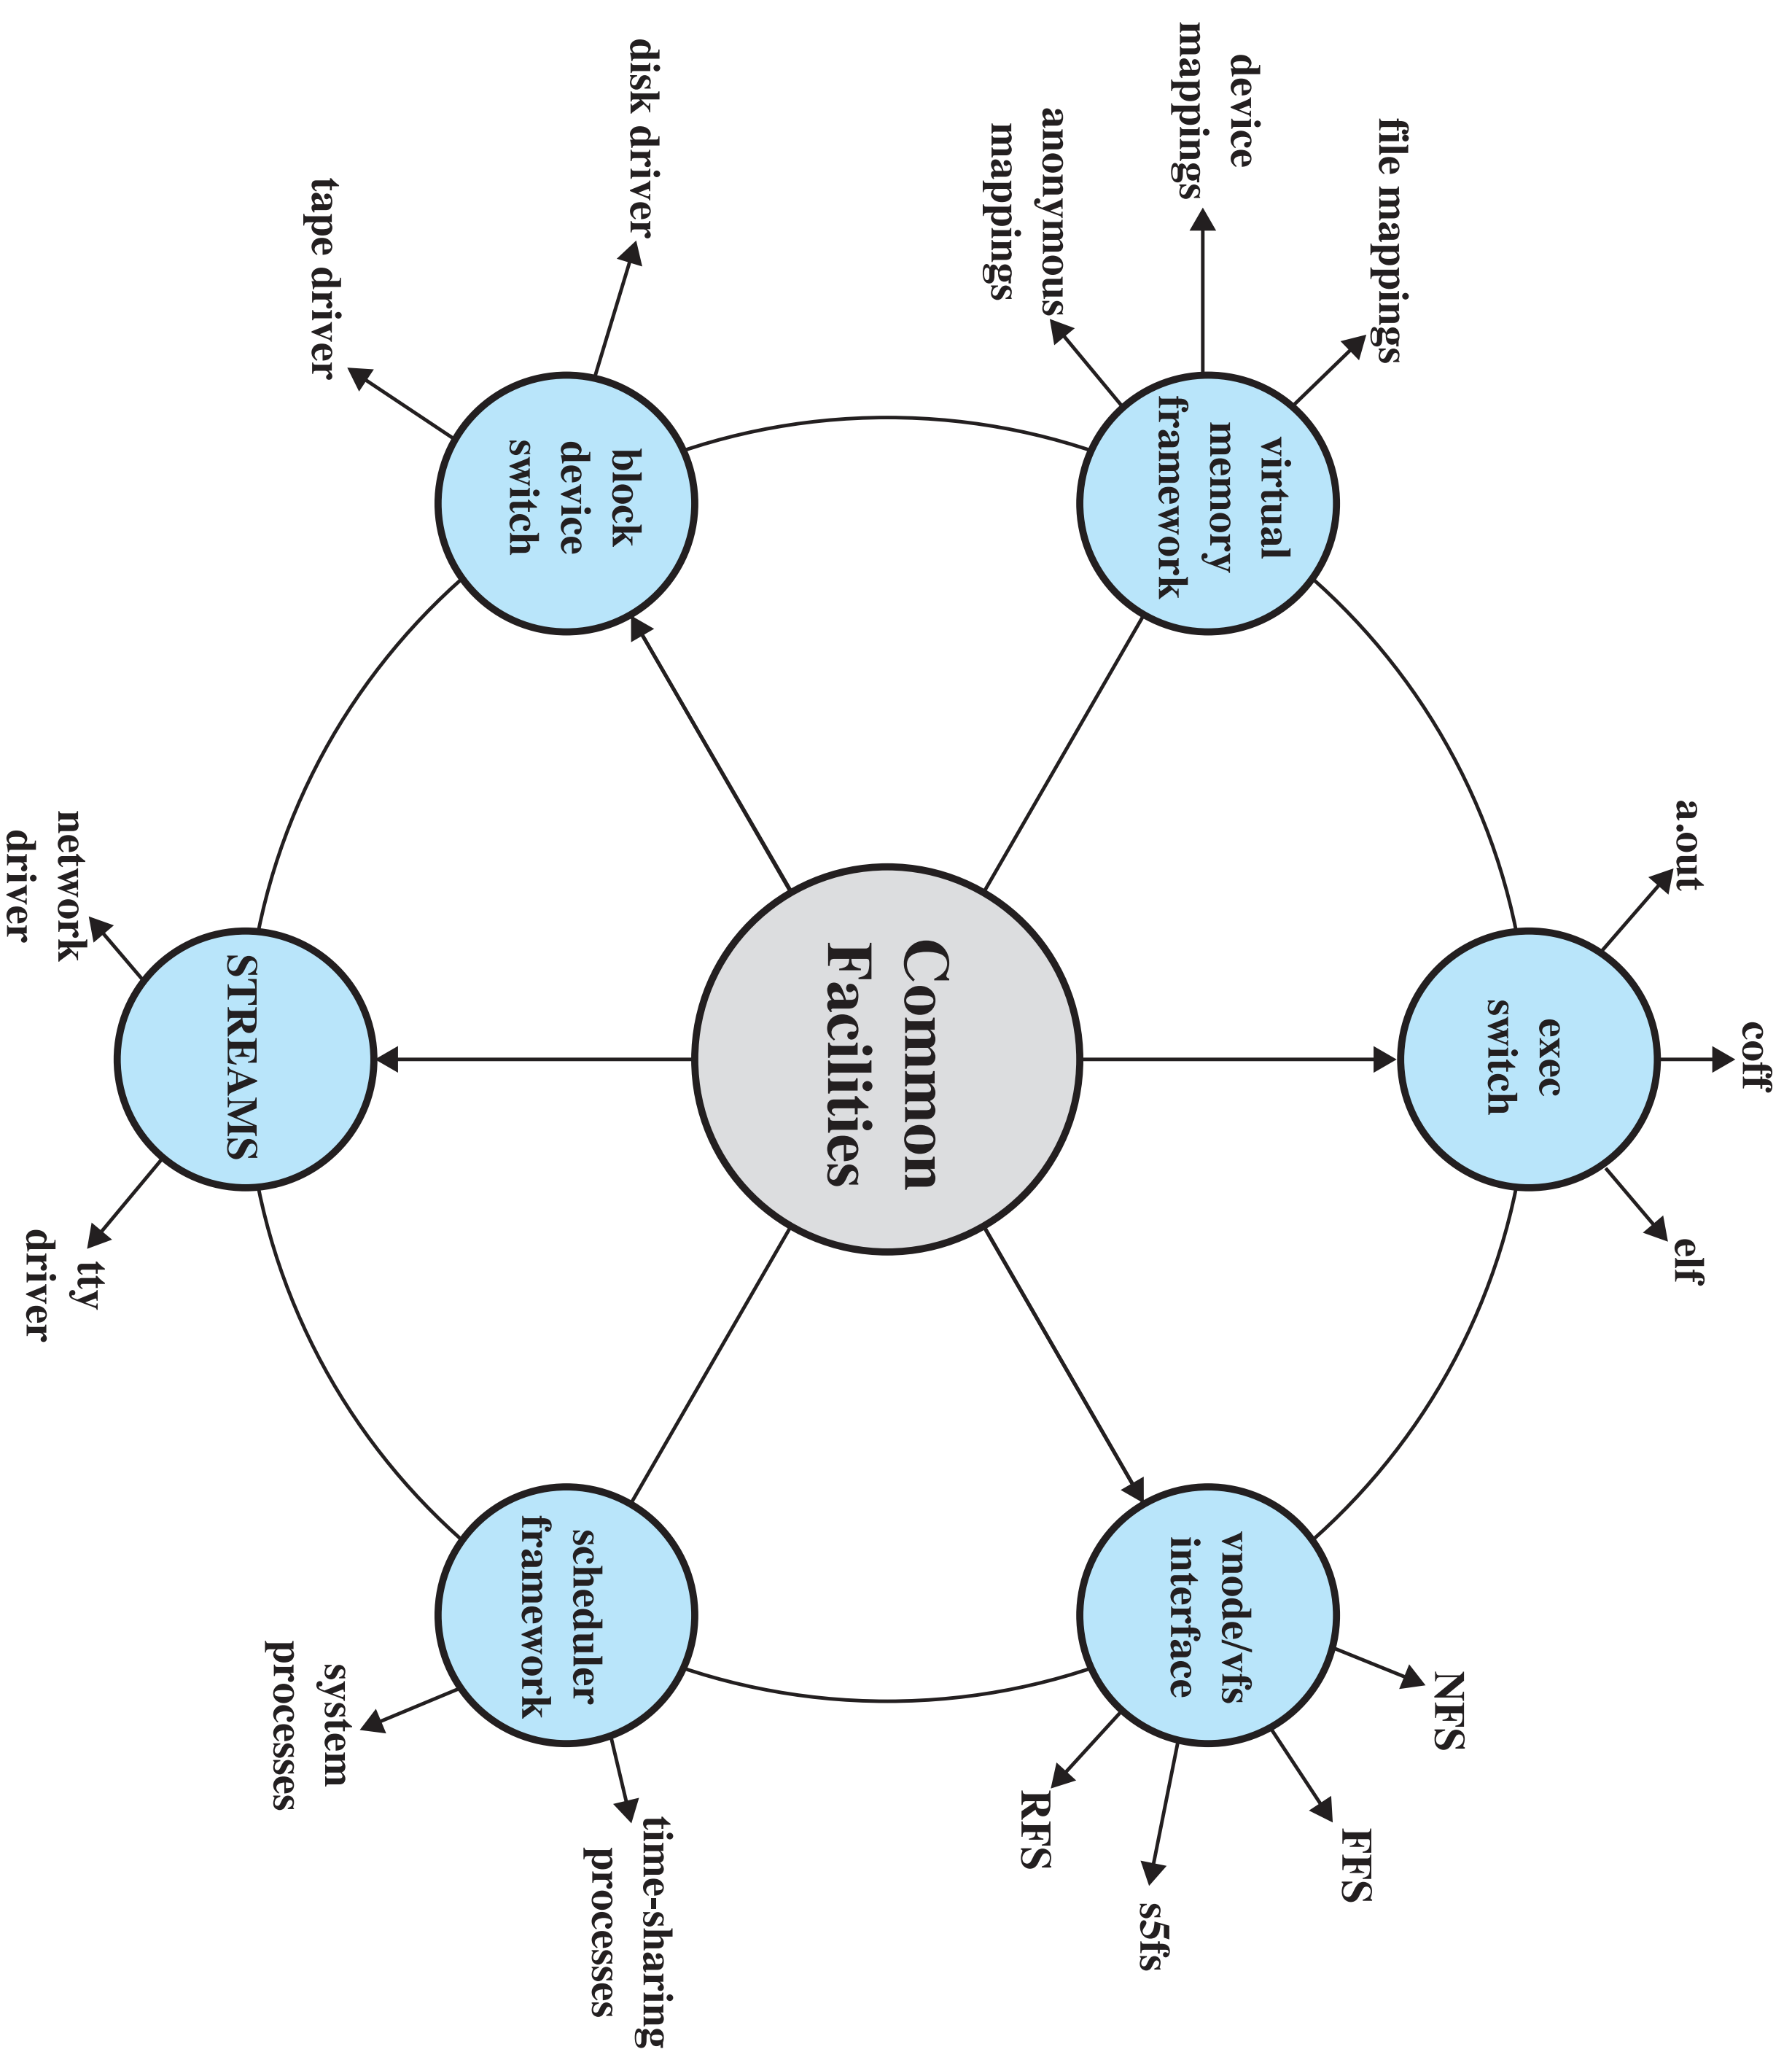 coff
a.out
elf
exec
switch
file mappings
device
mappings
anonymous
mappings
virtual
memory
framework
NFS
FFS
s5fs
RFS
vnode/vfs
interface
Common
Facilities
disk driver
tape driver
block
device
switch
time-sharing
processes
system
processes
scheduler
framework
STREAMS
network
driver
tty
driver